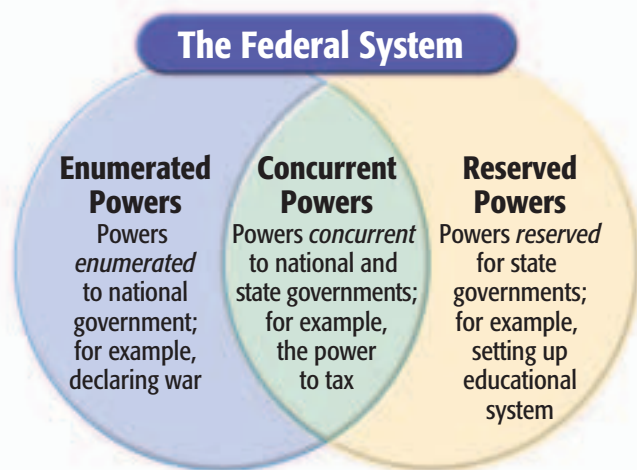 The Federal System
Enumerated
Powers
Powers
enumerated
to national
government;
for example,
declaring war
Concurrent
Powers
Powers concurrent
to national and
state governments;
for example,
the power
to tax
Reserved
Powers
Powers reserved
for state
governments;
for example,
setting up
educational
system